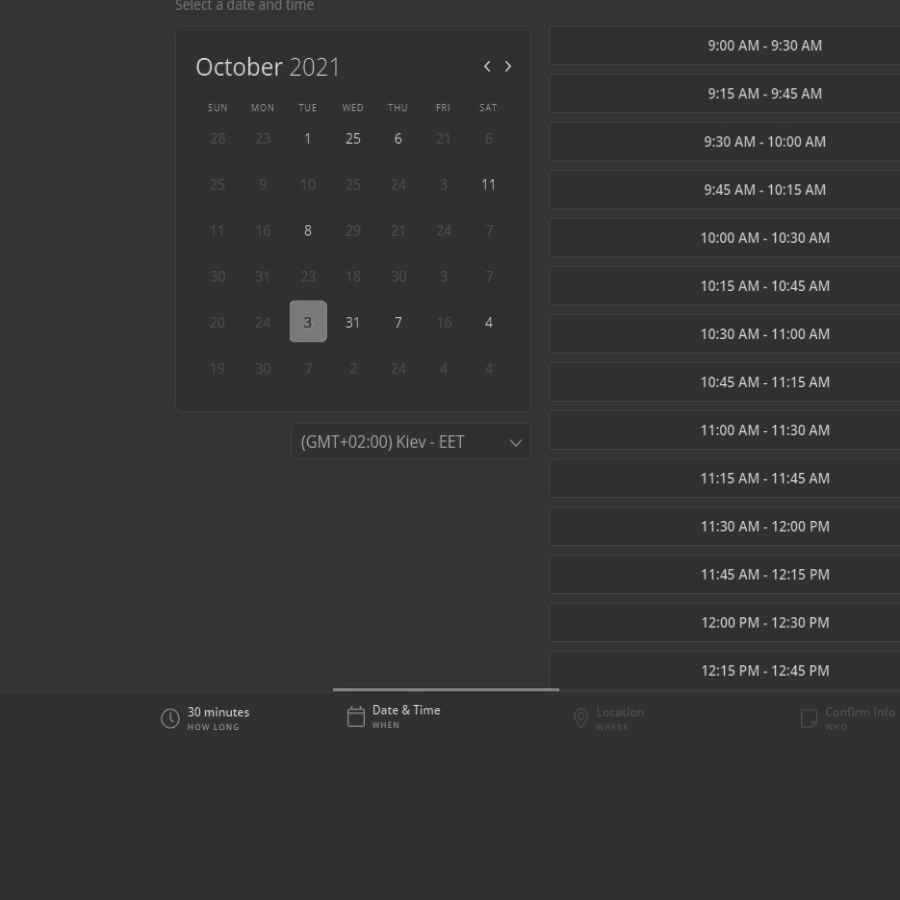 Select a date and time
October 2021
SUN MON TUE WED THU FRI SAT
28 23 1 25 6 21 6
25 9 10 25 24 3 11
11 16 8 29 21 24 7
30 31 23 18 30 3 7
20 24 3 31 7 16 4
19 30 7 2 24 4 4
(GMT+02:00) Kiev - EET
9:00 AM - 9:30 AM
9:15 AM - 9:45 AM
9:30 AM - 10:00 AM
9:45 AM - 10:15 AM
10:00 AM - 10:30 AM
10:15 AM - 10:45 AM
10:30 AM - 11:00 AM
10:45 AM - 11:15 AM
11:00 AM - 11:30 AM
11:15 AM - 11:45 AM
11:30 AM - 12:00 PM
11:45 AM - 12:15 PM
12:00 PM - 12:30 PM
12:15 PM - 12:45 PM
30 minutes
HOW LONG
Date & Time
WHEN
Location
WHERE
Confirm Info
WHO